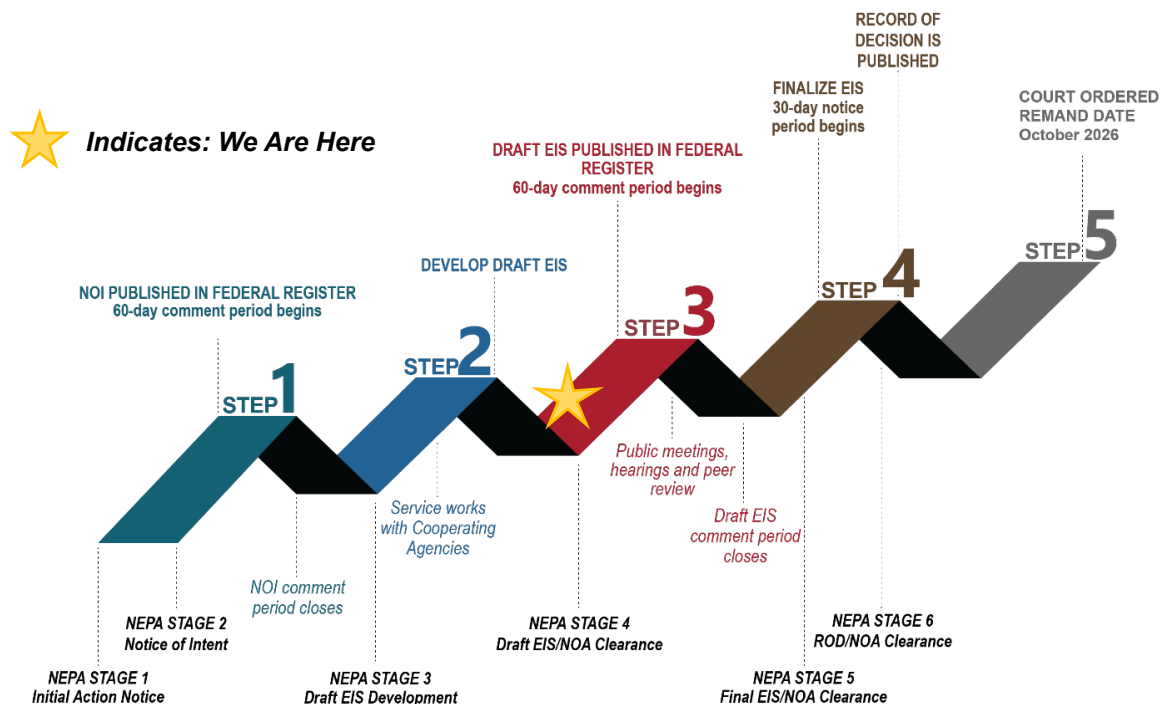 Indicates: We Are Here
NOI PUBLISHED IN FEDERAL REGISTER
60-day comment period begins
STEP 1
NEPA STAGE 1
Initial Action Notice
NEPA STAGE 2
Notice of Intent
NOI comment
period closes
DEVELOP DRAFT EIS
STEP 2
Service works
with Cooperating
Agencies
NEPA STAGE 3
Draft EIS Development
DRAFT EIS PUBLISHED IN FEDERAL
REGISTER
60-day comment period begins
STEP 3
NEPA STAGE 4
Draft EIS/NOA Clearance
Public meetings,
hearings and peer
review
Draft EIS
comment period
closes
FINALIZE EIS
30-day notice
period begins
RECORD OF
DECISION IS
PUBLISHED
STEP 4
NEPA STAGE 5
Final EIS/NOA Clearance
NEPA STAGE 6
ROD/NOA Clearance
COURT ORDERED
REMAND DATE
October 2026
STEP 5